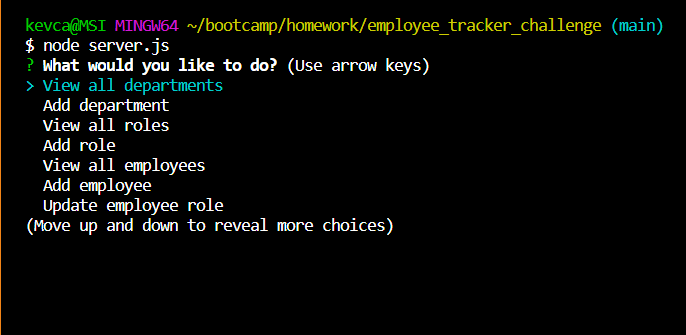 kevca@MSI MINGW64 ~/bootcamp/homework/employee_tracker_challenge (main)
$ node server.js
? What would you like to do? (Use arrow keys)
> View all departments
Add department
View all roles
Add role
View all employees
Add employee
Update employee role
(Move up and down to reveal more choices)